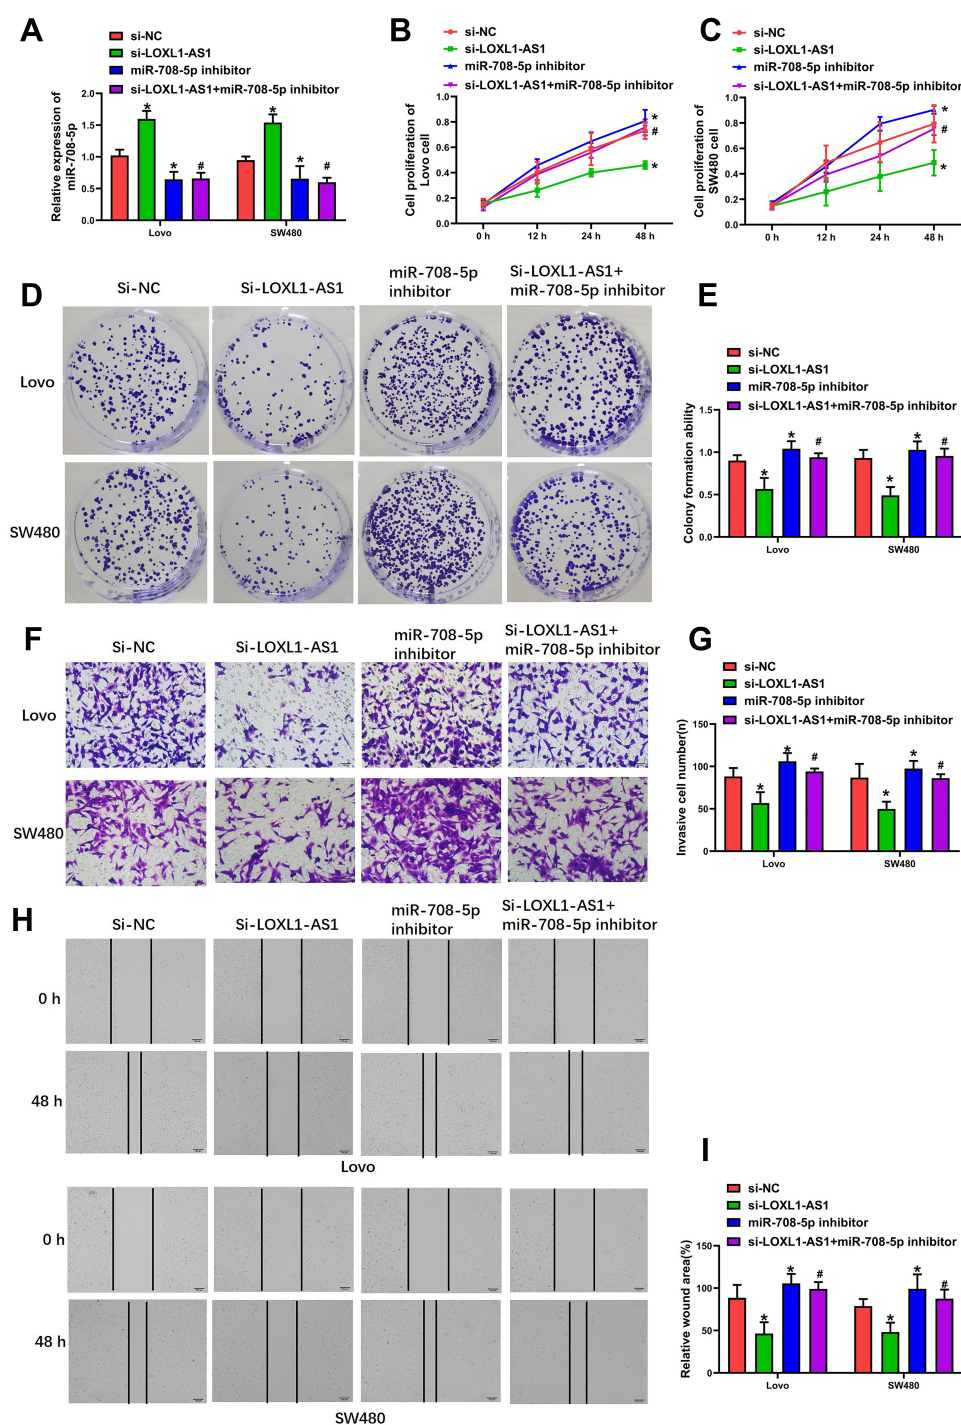 A
si-NC
si-LOXL1-AS1
miR-708-5p inhibitor
si-LOXL1-AS1+miR-708-5p inhibitor
Relative expression of
miR-708-5p
2.0
1.5
1.0
0.5
0.0
* * #
* * #
Lovo SW480
B
si-NC
si-LOXL1-AS1
miR-708-5p inhibitor
si-LOXL1-AS1+miR-708-5p inhibitor
Cell proliferation of
Lovo cell
1.0
0.8
0.6
0.4
0.2
0.0
*
#
*
0 h 12 h 24 h 48 h
C
si-NC
si-LOXL1-AS1
miR-708-5p inhibitor
si-LOXL1-AS1+miR-708-5p inhibitor
Cell proliferation of
SW480 cell
1.0
0.8
0.6
0.4
0.2
0.0
*
#
*
0 h 12 h 24 h 48 h
D
Si-NC
Si-LOXL1-AS1
miR-708-5p
inhibitor
Si-LOXL1-AS1+
miR-708-5p inhibitor
Lovo
SW480
E
si-NC
si-LOXL1-AS1
miR-708-5p inhibitor
si-LOXL1-AS1+miR-708-5p inhibitor
Colony formation ability
1.5
1.0
0.5
0.0
* * #
* * #
Lovo SW480
F
Si-NC
Si-LOXL1-AS1
miR-708-5p
inhibitor
Si-LOXL1-AS1+
miR-708-5p inhibitor
Lovo
SW480
G
si-NC
si-LOXL1-AS1
miR-708-5p inhibitor
si-LOXL1-AS1+miR-708-5p inhibitor
Invasive cell number(n)
150
100
50
0
* * #
* * #
Lovo SW480
H
Si-NC
Si-LOXL1-AS1
miR-708-5p
inhibitor
Si-LOXL1-AS1+
miR-708-5p inhibitor
0 h
48 h
Lovo
0 h
48 h
SW480
I
si-NC
si-LOXL1-AS1
miR-708-5p inhibitor
si-LOXL1-AS1+miR-708-5p inhibitor
Relative wound area(%)
150
100
50
0
* * #
* * #
Lovo SW480